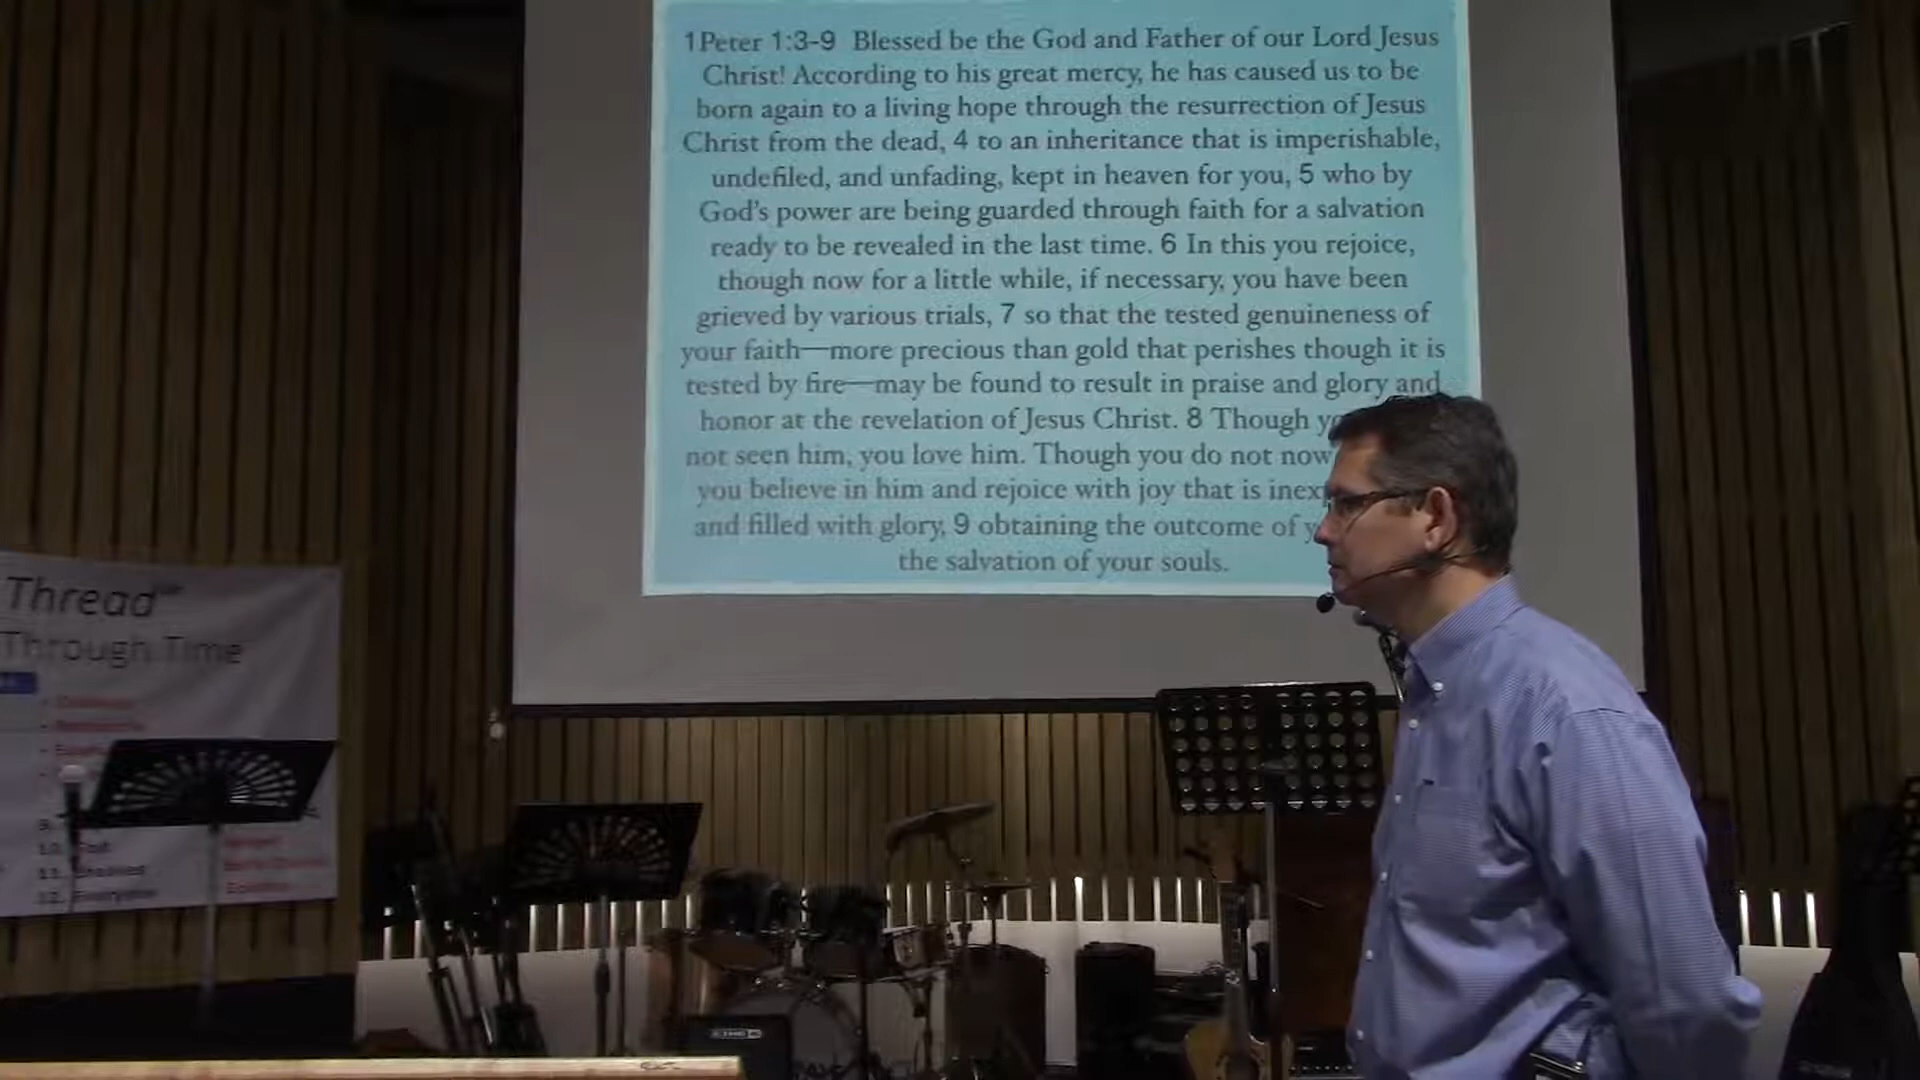 1 Peter 1:3-9 Blessed be the God and Father of our Lord Jesus
Christ! According to his great mercy, he has caused us to be
born again to a living hope through the resurrection of Jesus
Christ from the dead, 4 to an inheritance that is imperishable,
undefiled, and unfading, kept in heaven for you, 5 who by
God's power are being guarded through faith for a salvation
ready to be revealed in the last time. 6 In this you rejoice,
though now for a little while, if necessary, you have been
grieved by various trials, 7 so that the tested genuineness of
your faith—more precious than gold that perishes though it is
tested by fire—may be found to result in praise and glory and
honor at the revelation of Jesus Christ. 8 Though
not seen him, you love him. Though you do not now
you believe in him and rejoice with joy that is
and filled with glory, 9 obtaining the outcome of
the salvation of your souls.
Thread
Through Time
9.
10.
11.
12.